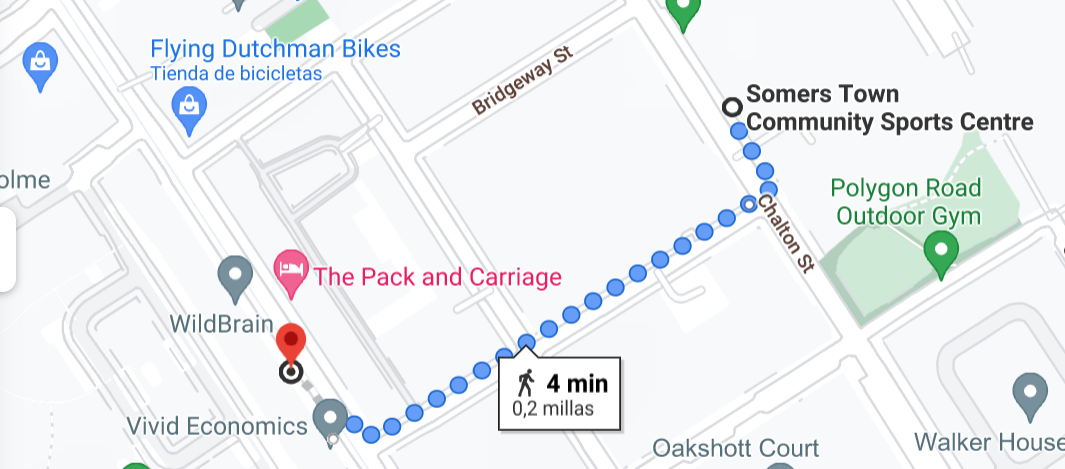 Flying Dutchman Bikes
Tienda de bicicletas
Bridgeway St
Somers Town
Community Sports Centre
olme
Polygon Road
Outdoor Gym
Chalton St
The Pack and Carriage
WildBrain
4 min
0,2 millas
Vivid Economics
Oakshott Court
Walker House